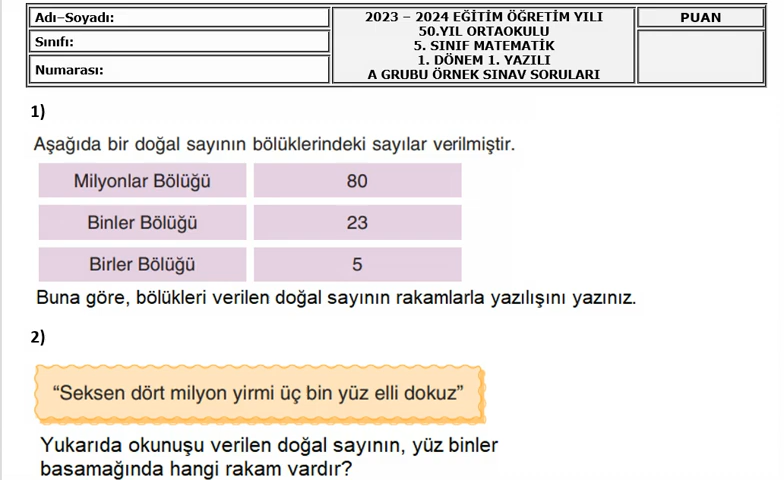 Adı–Soyadı:
Sınıfı:
Numarası:
2023 – 2024 EĞİTİM ÖĞRETİM YILI
50.YIL ORTAOKULU
5. SINIF MATEMATİK
1. DÖNEM 1. YAZILI
A GRUBU ÖRNEK SINAV SORULARI
PUAN
1)
Aşağıda bir doğal sayının bölüklerindeki sayılar verilmiştir.
Milyonlar Bölüğü 80
Binler Bölüğü 23
Birler Bölüğü 5
Buna göre, bölükleri verilen doğal sayının rakamlarla yazılışını yazınız.
2)
“Seksen dört milyon yirmi üç bin yüz elli dokuz”
Yukarıda okunuşu verilen doğal sayının, yüz binler
basamağında hangi rakam vardır?